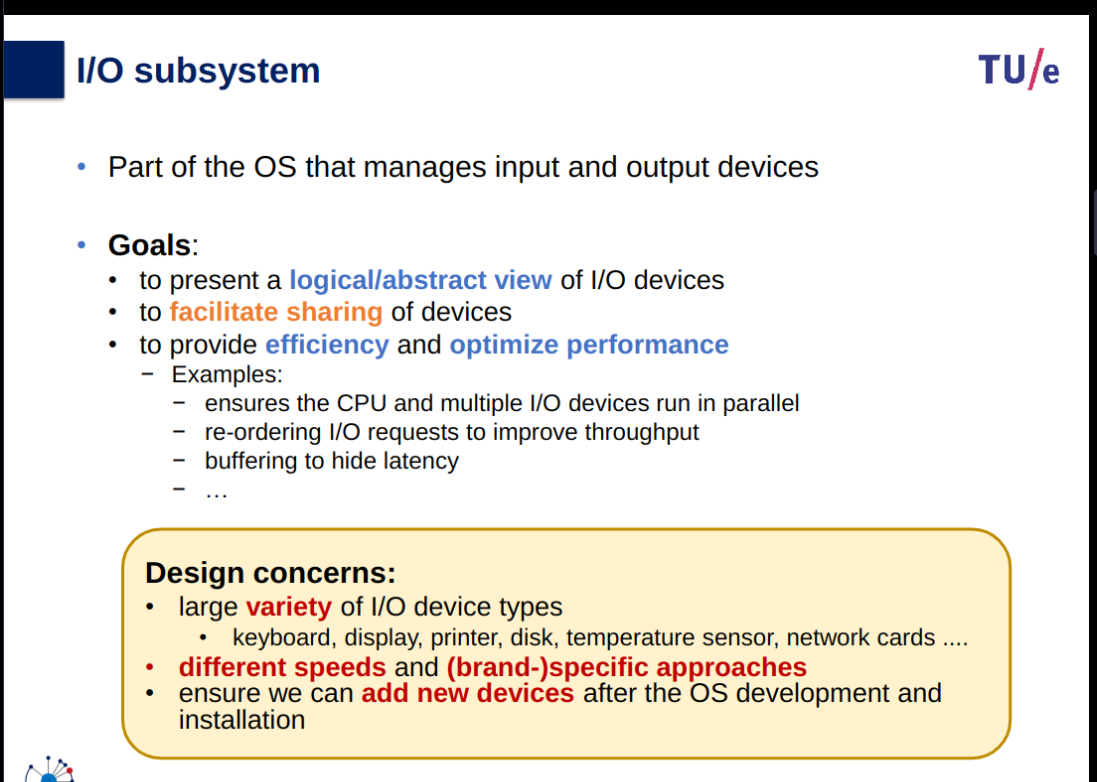 I/O subsystem
TU/e
• Part of the OS that manages input and output devices
• Goals:
• to present a logical/abstract view of I/O devices
• to facilitate sharing of devices
• to provide efficiency and optimize performance
− Examples:
− ensures the CPU and multiple I/O devices run in parallel
− re-ordering I/O requests to improve throughput
− buffering to hide latency
− …
Design concerns:
• large variety of I/O device types
• keyboard, display, printer, disk, temperature sensor, network cards ....
• different speeds and (brand-)specific approaches
• ensure we can add new devices after the OS development and
installation